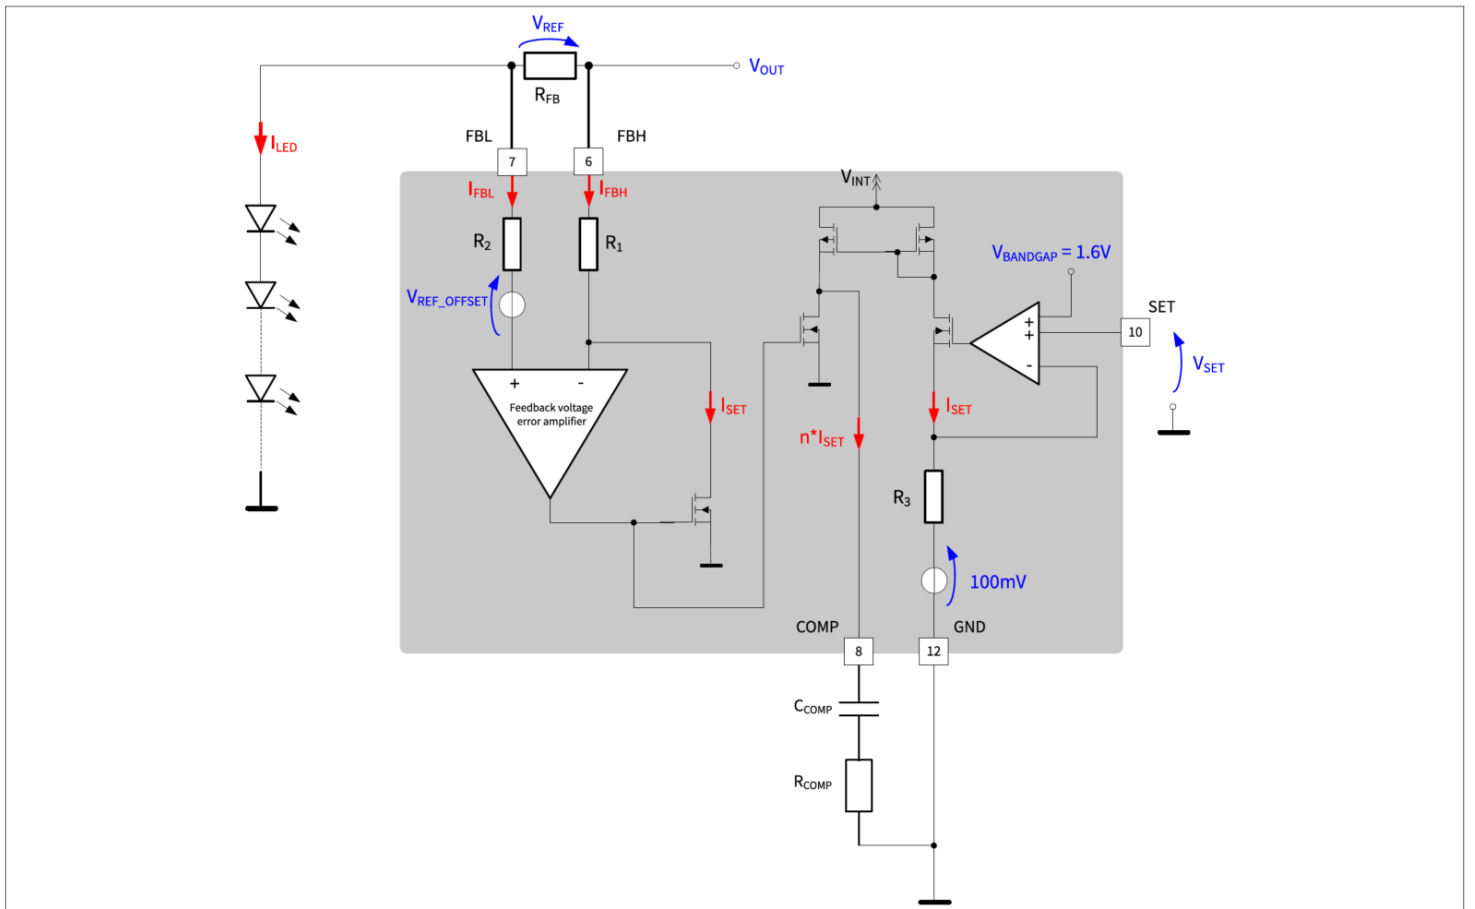 VREF
VOUT
RFB
FBL
FBH
ILED
7
6
IFBL
IFBH
VINT
R2
R1
VBANDGAP = 1.6V
VREF_OFFSET
SET
+
+
-
10
VSET
+
-
Feedback voltage
error amplifier
ISET
ISET
n*ISET
R3
100mV
COMP
GND
8
12
CCOMP
RCOMP